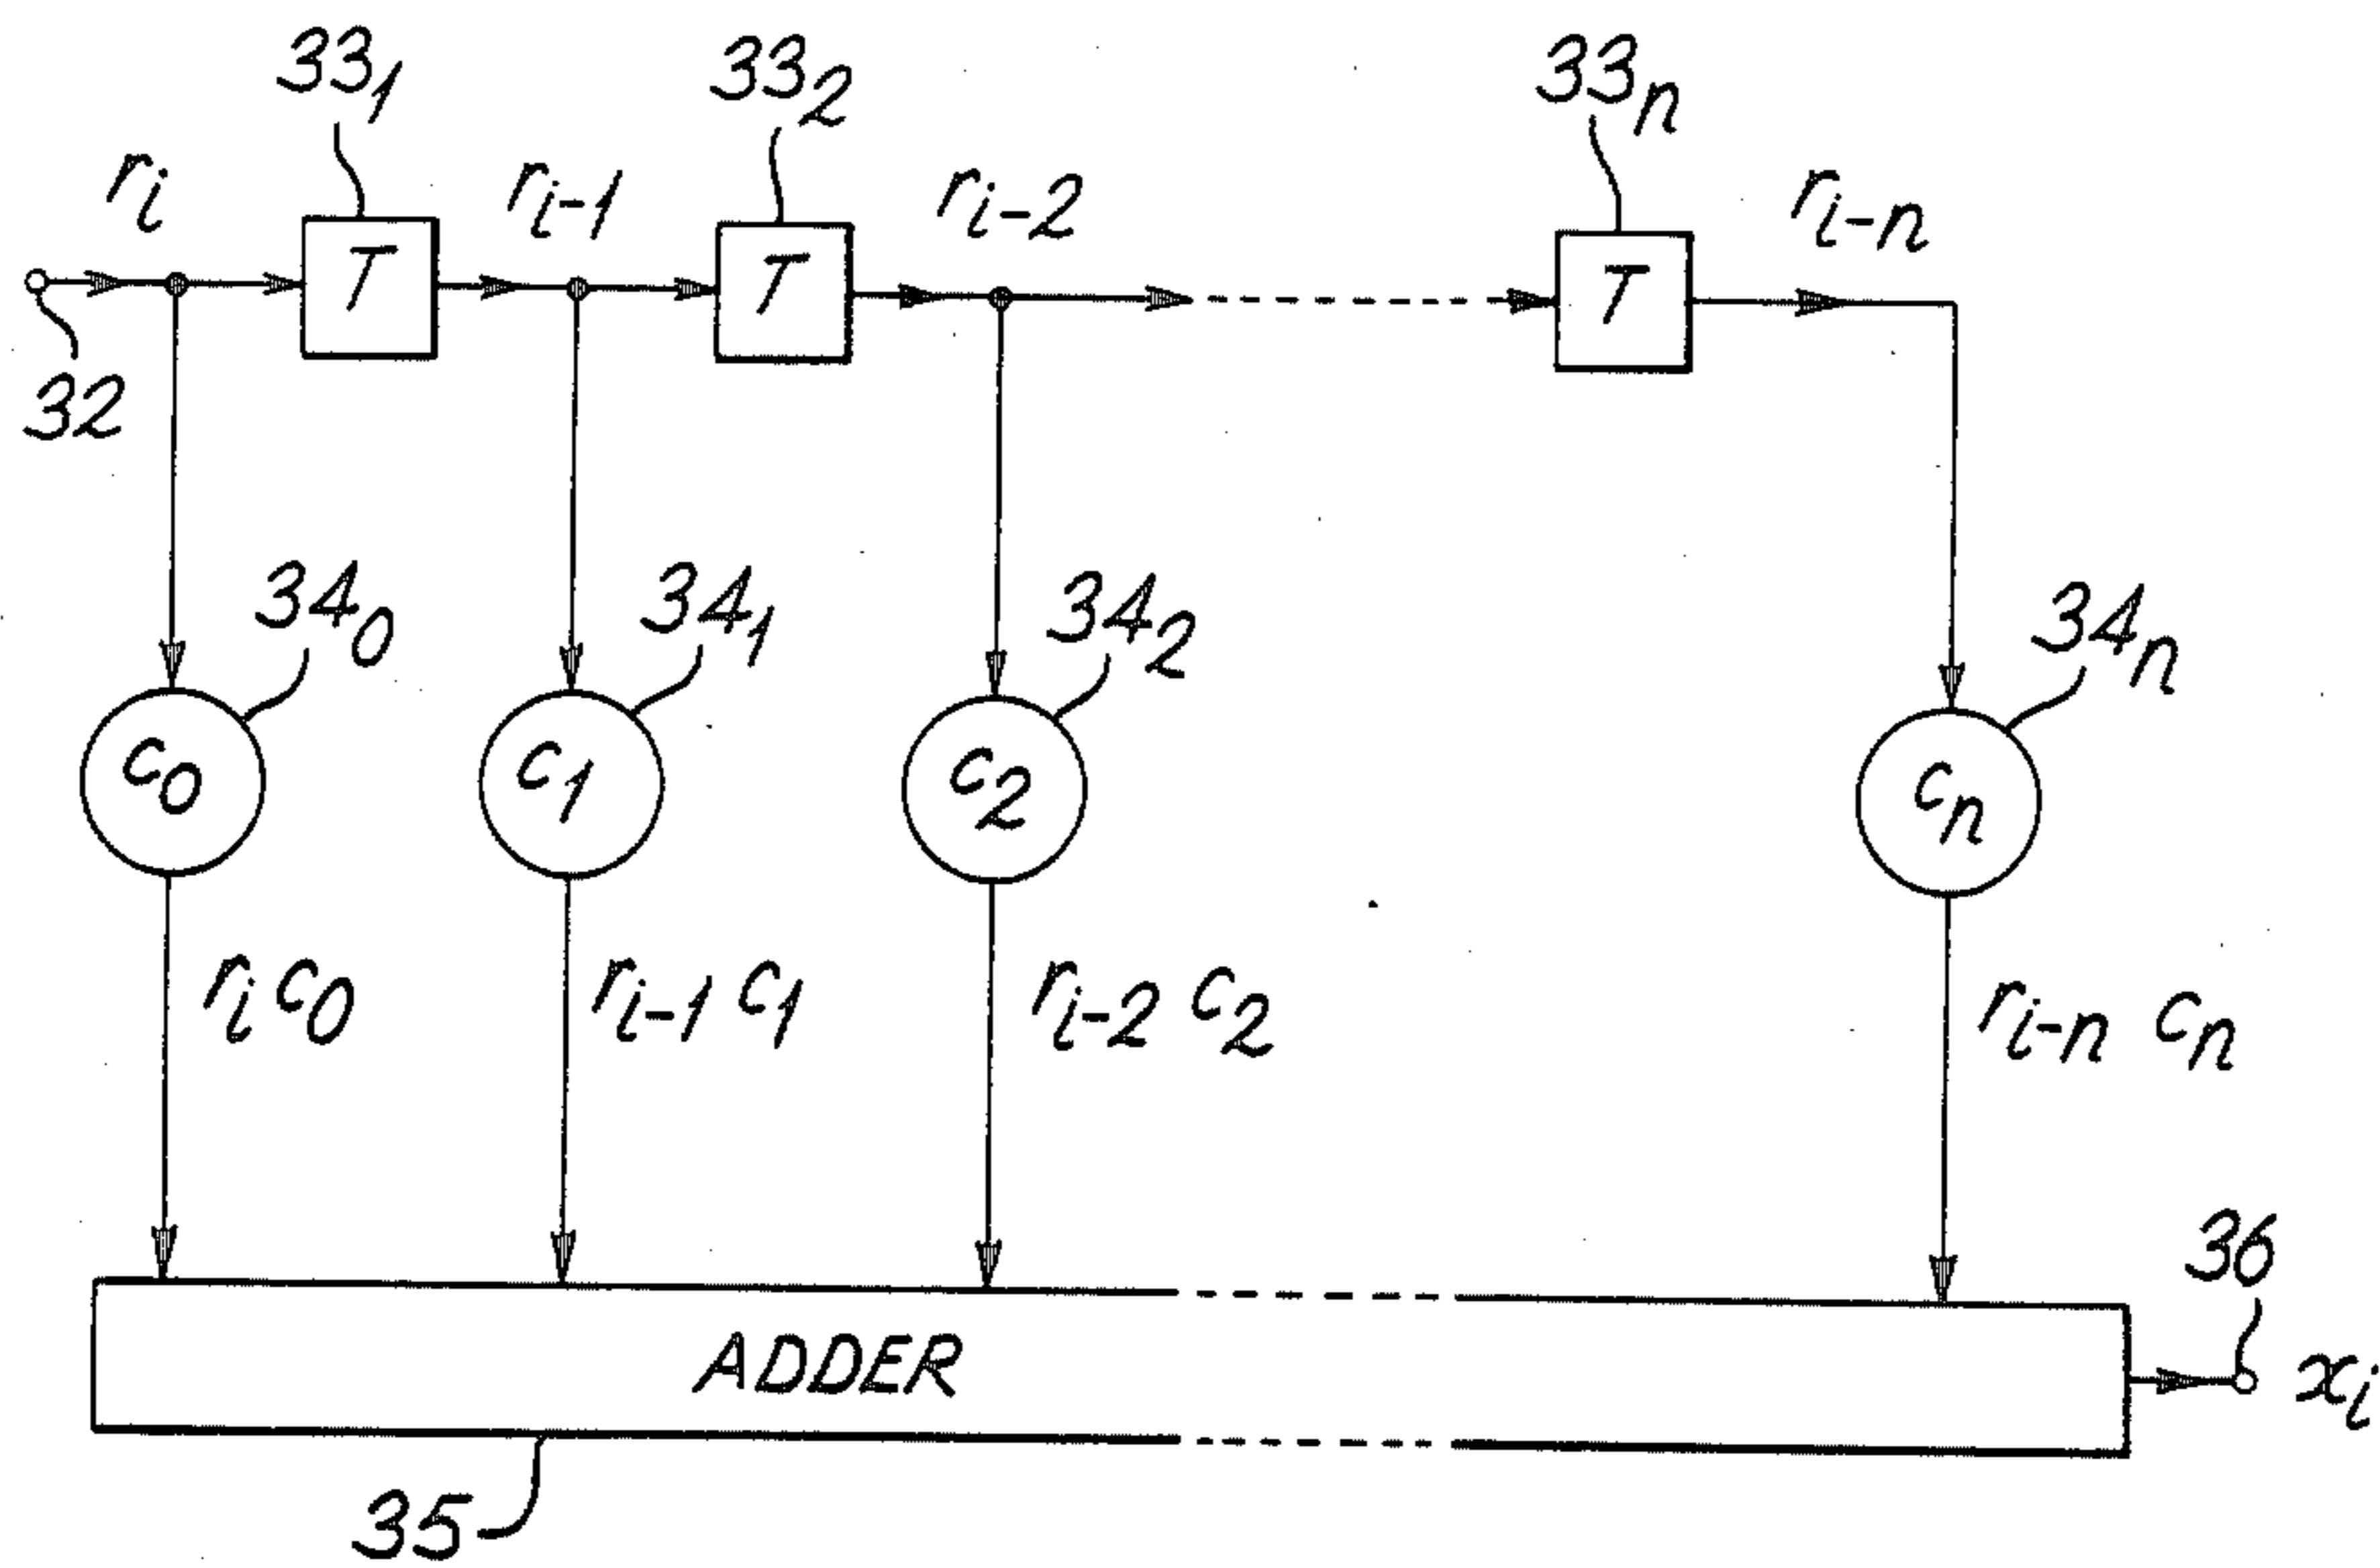 33₁
33₂
33ₙ
rᵢ
rᵢ₋₁
rᵢ₋₂
rᵢ₋ₙ
T
T
T
32
34₀
34₁
34₂
34ₙ
c₀
c₁
c₂
cₙ
rᵢ c₀
rᵢ₋₁ c₁
rᵢ₋₂ c₂
rᵢ₋ₙ cₙ
36
ADDER
xᵢ
35